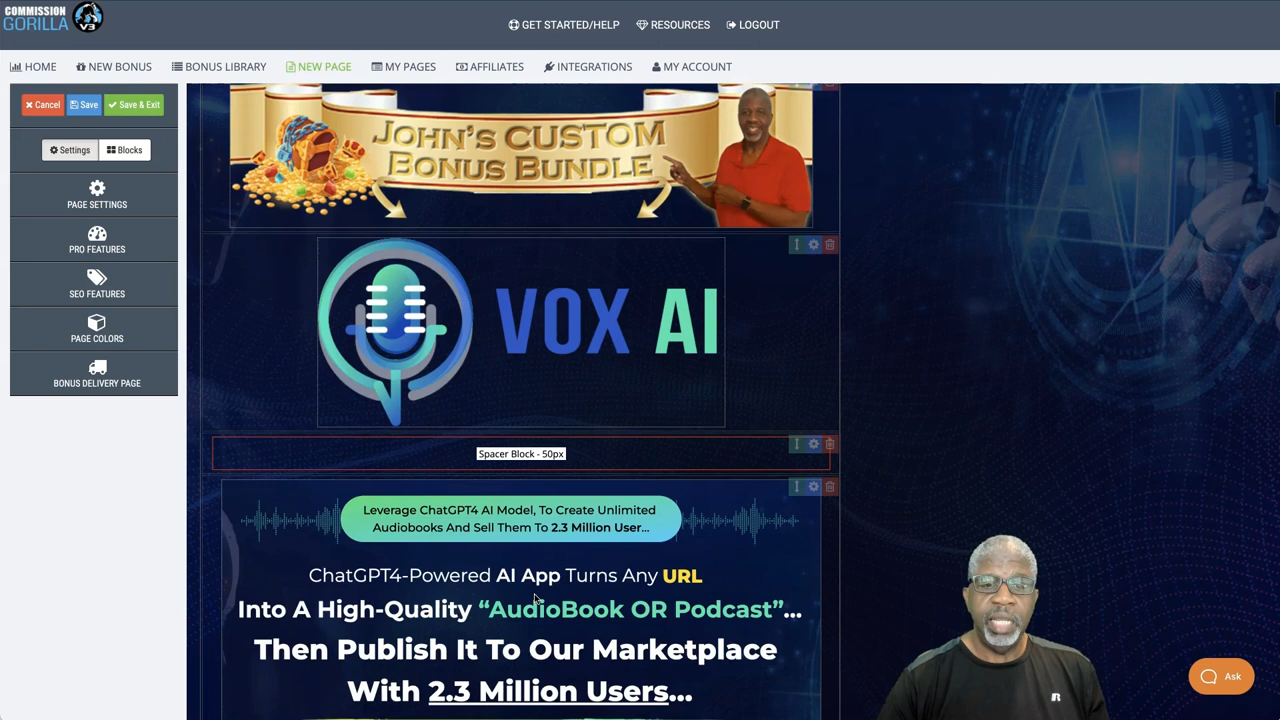 COMMISSION
GORILLA V3
GET STARTED/HELP
RESOURCES
LOGOUT
HOME
NEW BONUS
BONUS LIBRARY
NEW PAGE
MY PAGES
AFFILIATES
INTEGRATIONS
MY ACCOUNT
Cancel
Save
Save & Exit
Settings
Blocks
PAGE SETTINGS
PRO FEATURES
SEO FEATURES
PAGE COLORS
BONUS DELIVERY PAGE
JOHN'S CUSTOM
BONUS BUNDLE
VOX AI
Spacer Block - 50px
Leverage ChatGPT4 AI Model, To Create Unlimited
Audiobooks And Sell Them To 2.3 Million User...
ChatGPT4-Powered AI App Turns Any URL
Into A High-Quality “AudioBook OR Podcast”...
Then Publish It To Our Marketplace
With 2.3 Million Users...
AI
R
Ask